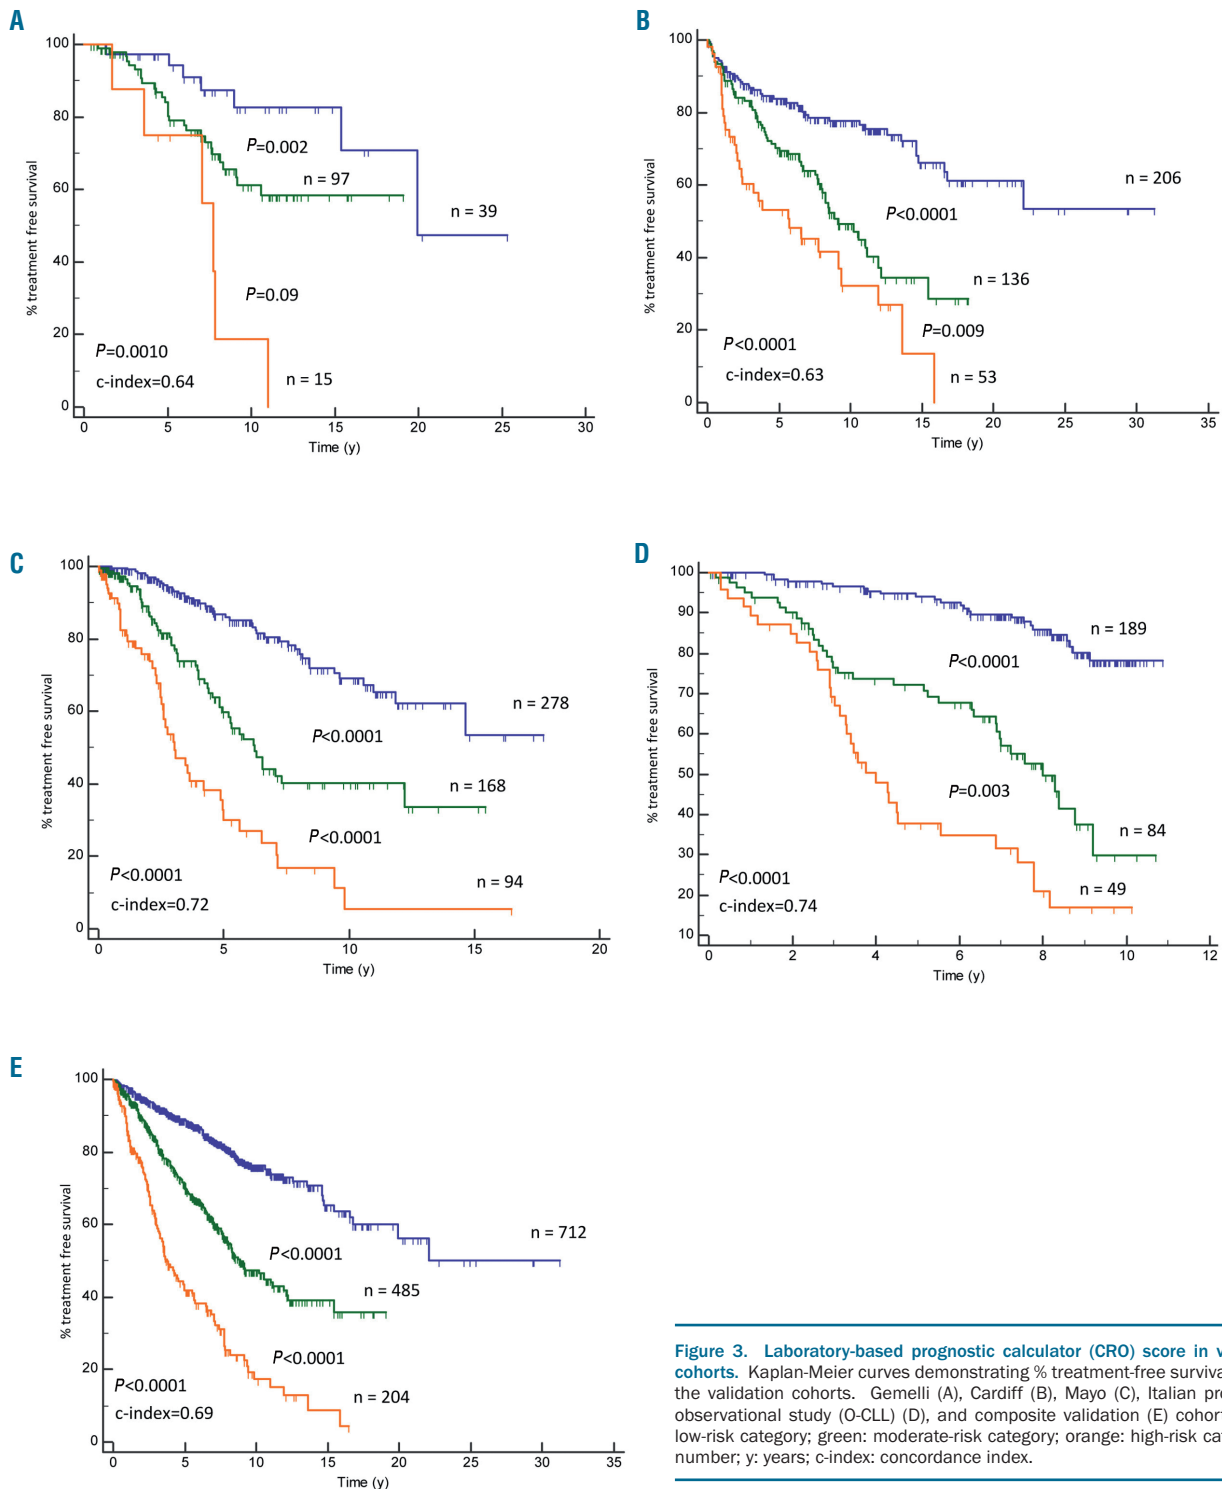 A
% treatment free survival
100
80
60
40
20
0
P=0.002
n = 97
n = 39
P=0.09
P=0.0010
c-index=0.64
n = 15
0 5 10 15 20 25 30
Time (y)
B
% treatment free survival
100
80
60
40
20
0
n = 206
P<0.0001
n = 136
P=0.009
P<0.0001
c-index=0.63
n = 53
0 5 10 15 20 25 30 35
Time (y)
C
% treatment free survival
100
80
60
40
20
0
n = 278
P<0.0001
n = 168
P<0.0001
P<0.0001
c-index=0.72
n = 94
0 5 10 15 20
Time (y)
D
% treatment free survival
100
90
80
70
60
50
40
30
20
10
n = 189
P<0.0001
P=0.003
n = 84
P<0.0001
c-index=0.74
n = 49
0 2 4 6 8 10 12
Time (y)
E
% treatment free survival
100
80
60
40
20
0
n = 712
P<0.0001
n = 485
P<0.0001
P<0.0001
c-index=0.69
n = 204
0 5 10 15 20 25 30 35
Time (y)
Figure 3. Laboratory-based prognostic calculator (CRO) score in
cohorts. Kaplan-Meier curves demonstrating % treatment-free
the validation cohorts. Gemelli (A), Cardiff (B), Mayo (C), Italian
observational study (O-CLL) (D), and composite validation (E)
low-risk category; green: moderate-risk category; orange: high-risk
number; y: years; c-index: concordance index.